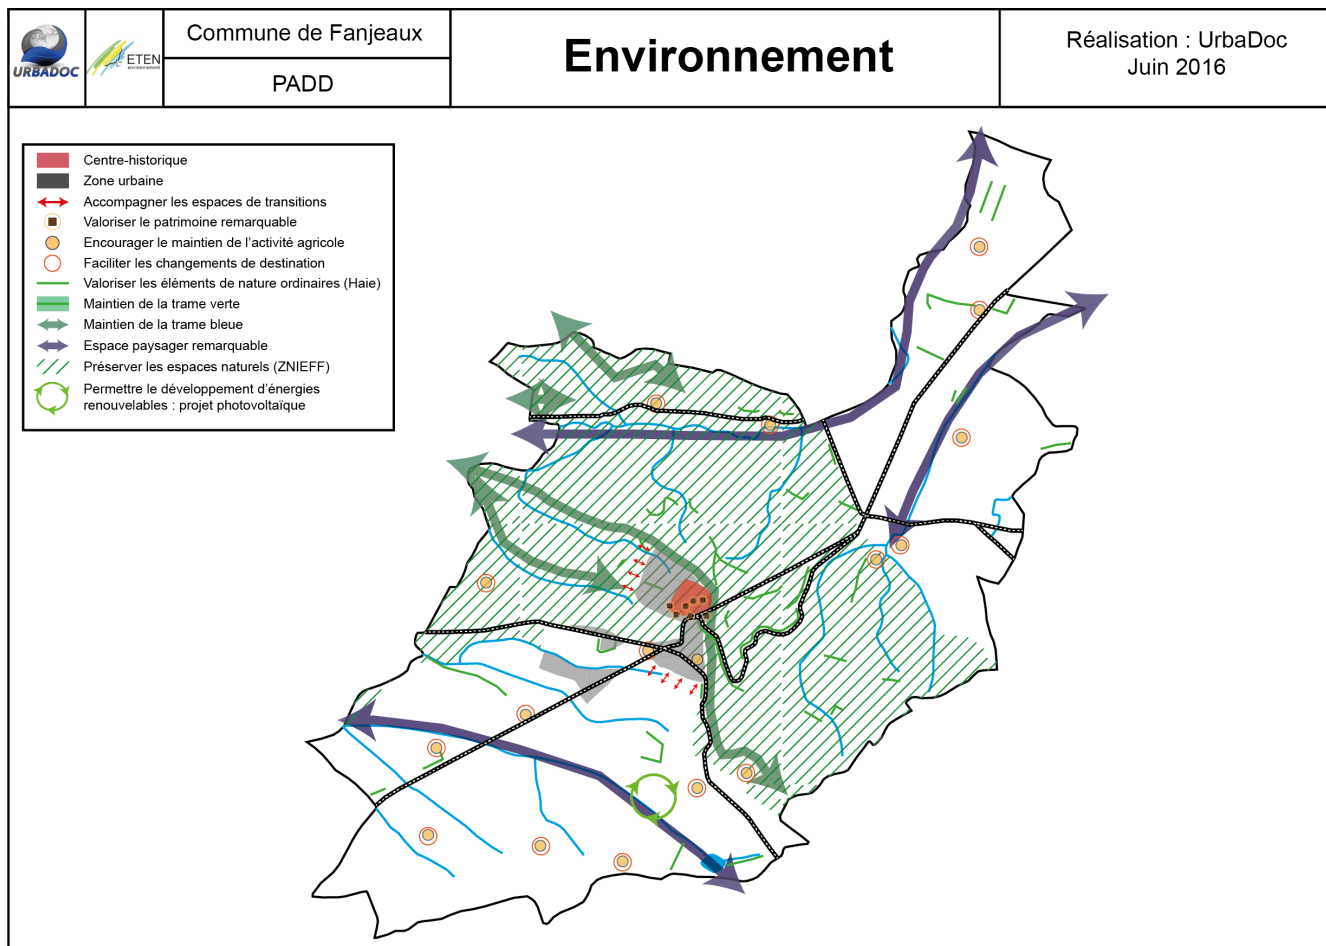 URBADOC
ETEN
environnement
Commune de Fanjeaux
PADD
Environnement
Réalisation : UrbaDoc
Juin 2016
Centre-historique
Zone urbaine
Accompagner les espaces de transitions
Valoriser le patrimoine remarquable
Encourager le maintien de l'activité agricole
Faciliter les changements de destination
Valoriser les éléments de nature ordinaires (Haie)
Maintien de la trame verte
Maintien de la trame bleue
Espace paysager remarquable
Préserver les espaces naturels (ZNIEFF)
Permettre le développement d'énergies
renouvelables : projet photovoltaïque